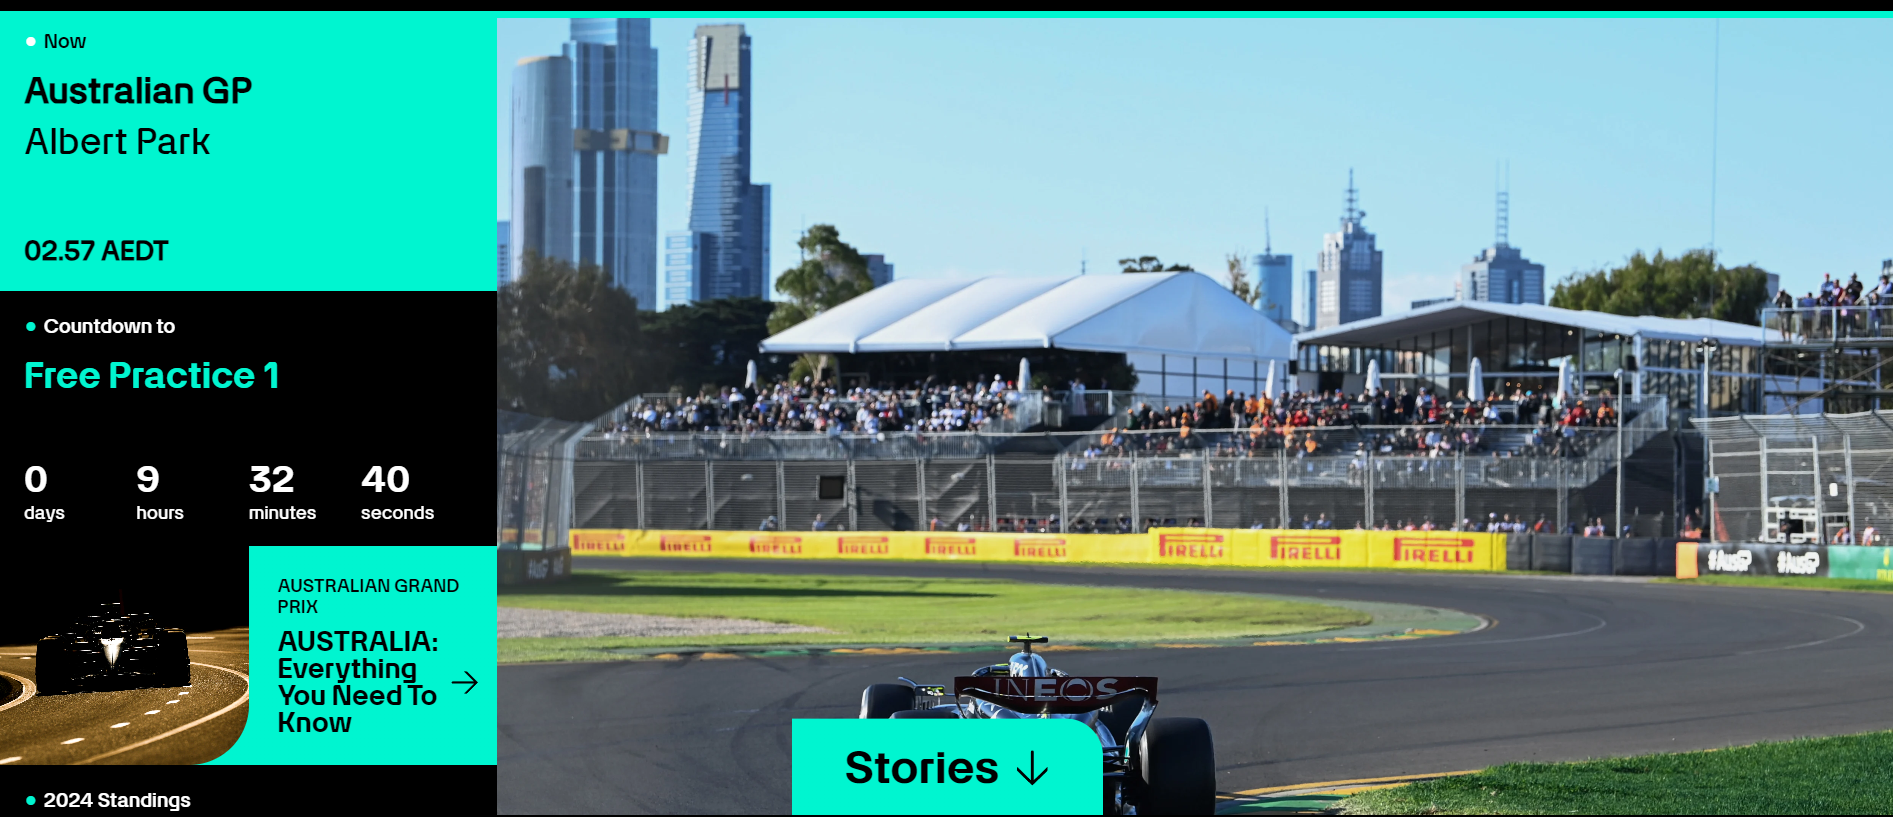 Now
Australian GP
Albert Park
02.57 AEDT
Countdown to
Free Practice 1
0 9 32 40
days hours minutes seconds
AUSTRALIAN GRAND
PRIX
AUSTRALIA:
Everything
You Need To
Know
2024 Standings
PIRELLI PIRELLI PIRELLI PIRELLI PIRELLI PIRELLI PIRELLI PIRELLI PIRELLI
#AusGP #AusGP
INEOS
Stories